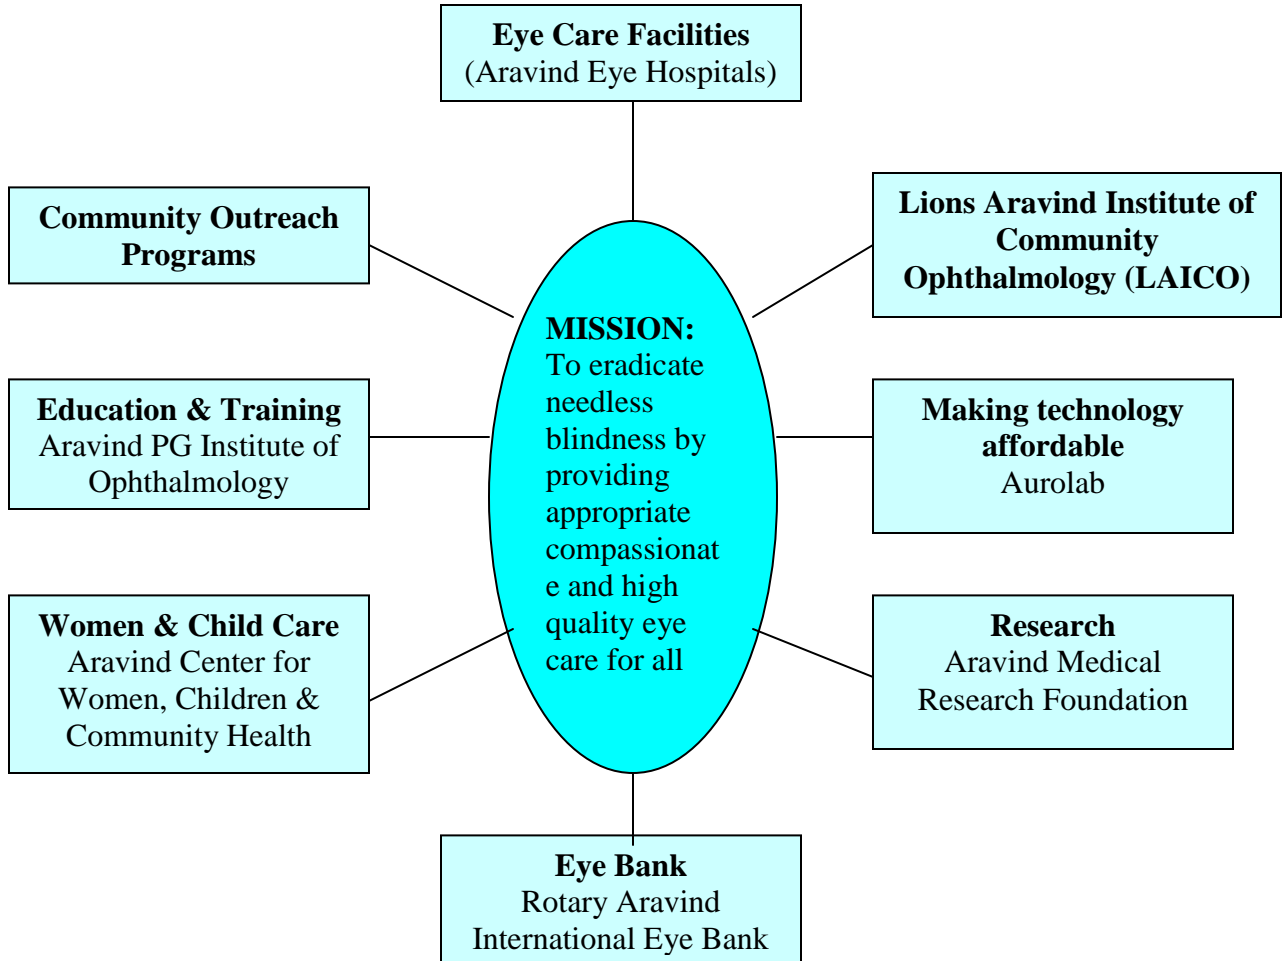 Eye Care Facilities
(Aravind Eye Hospitals)
Community Outreach
Programs
Lions Aravind Institute of
Community
Ophthalmology (LAICO)
MISSION:
To eradicate
needless
blindness by
providing
appropriate
compassionat
e and high
quality eye
care for all
Education & Training
Aravind PG Institute of
Ophthalmology
Making technology
affordable
Aurolab
Women & Child Care
Aravind Center for
Women, Children &
Community Health
Research
Aravind Medical
Research Foundation
Eye Bank
Rotary Aravind
International Eye Bank